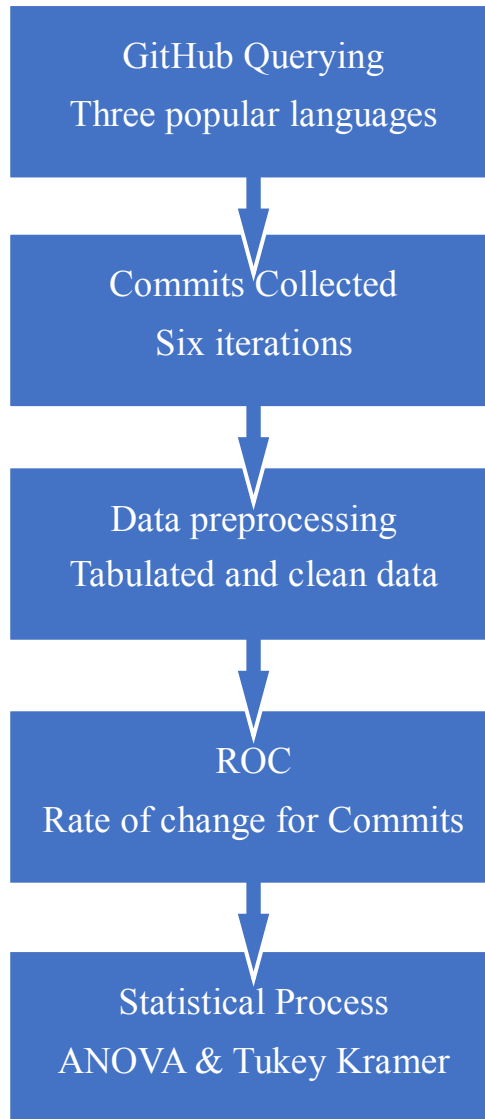 GitHub Querying
Three popular languages
Commits Collected
Six iterations
Data preprocessing
Tabulated and clean data
ROC
Rate of change for Commits
Statistical Process
ANOVA & Tukey Kramer